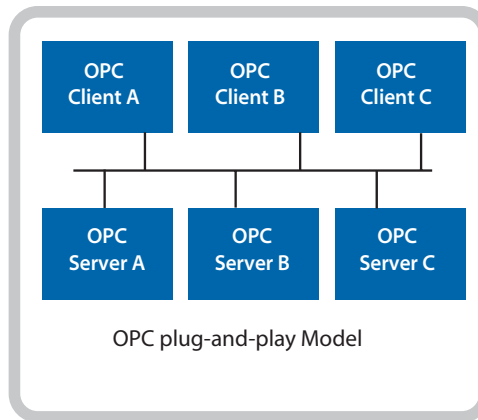 OPC
Client A
OPC
Client B
OPC
Client C
OPC
Server A
OPC
Server B
OPC
Server C
OPC plug-and-play Model